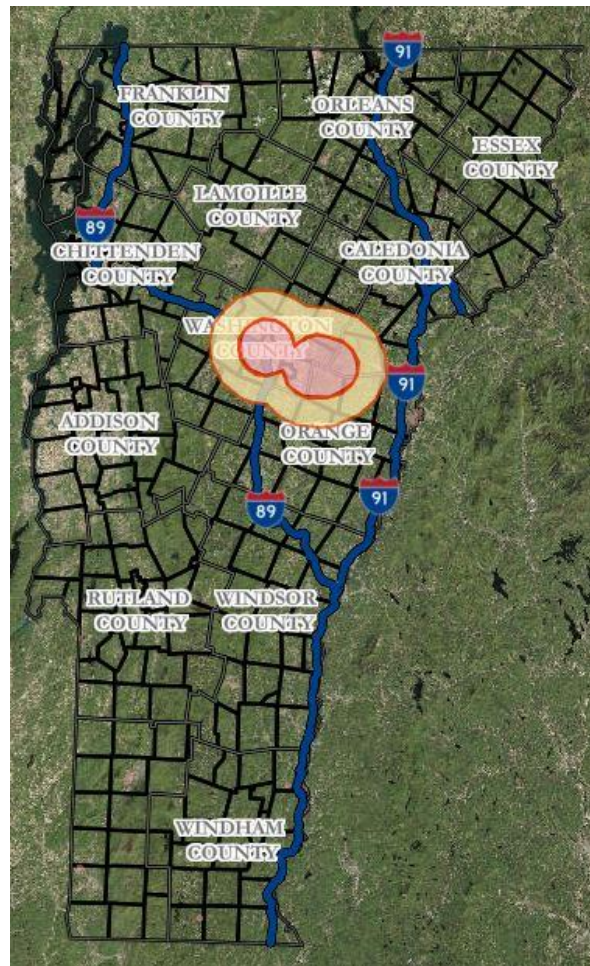 91
FRANKLIN
COUNTY
ORLEANS
COUNTY
ESSEX
COUNTY
LAMOILLE
COUNTY
89
CHITTENDEN
COUNTY
CALEDONIA
COUNTY
WASHINGTON
COUNTY
91
ADDISON
COUNTY
ORANGE
COUNTY
89
91
RUTLAND
COUNTY
WINDSOR
COUNTY
WINDHAM
COUNTY